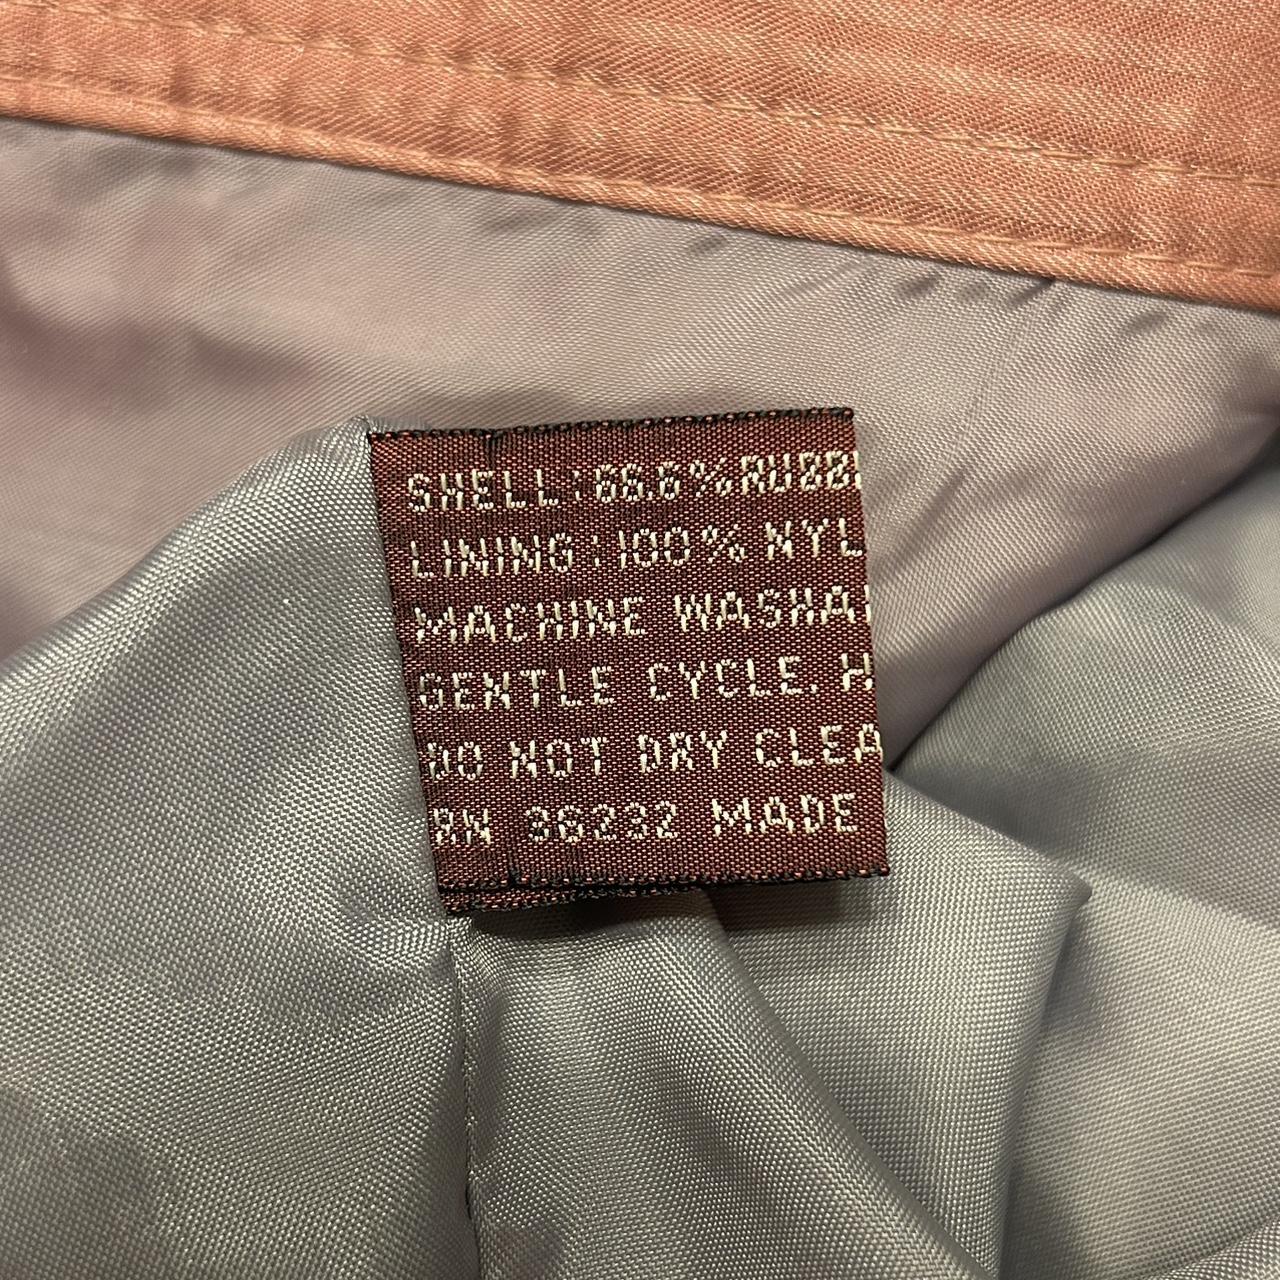 SHELL: 66.6% RUBB
LINING: 100% NYL
MACHINE WASHA
GENTLE CYCLE, H
DO NOT DRY CLEA
RN 36232 MADE